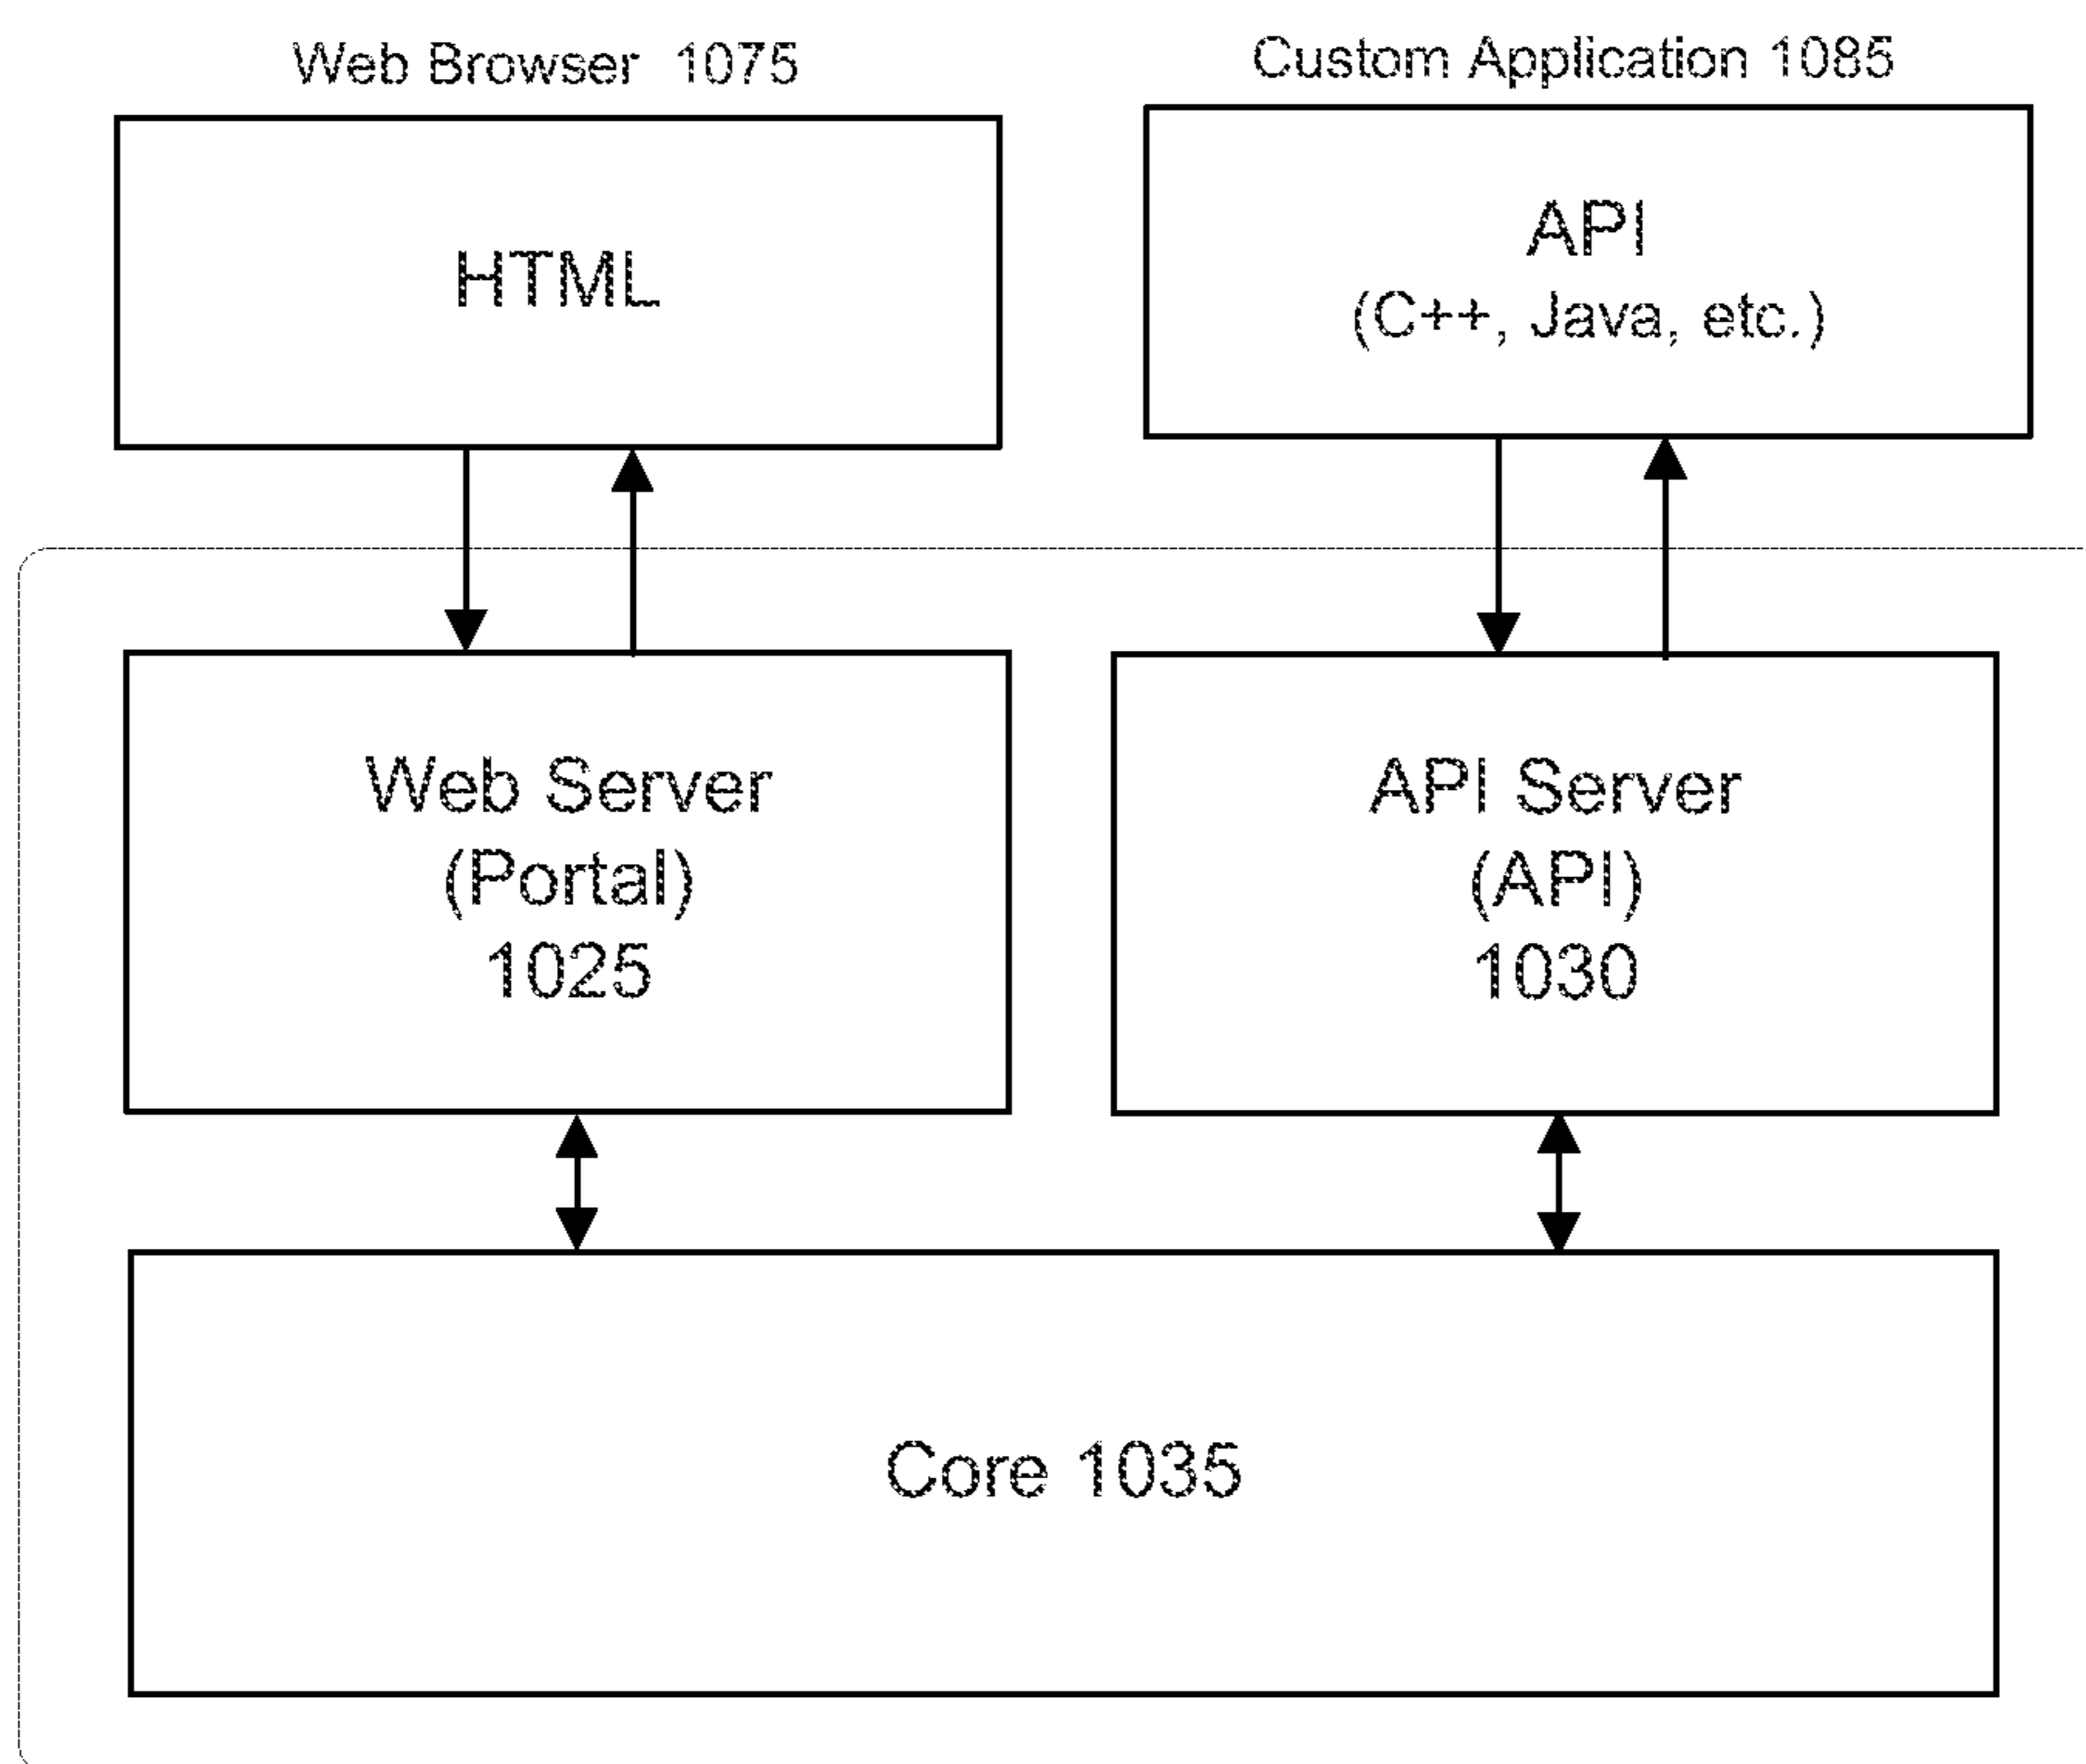 Web Browser 1075
Custom Application 1085
HTML
API
(C++, Java, etc.)
Web Server
(Portal)
1025
API Server
(API)
1030
Core 1035